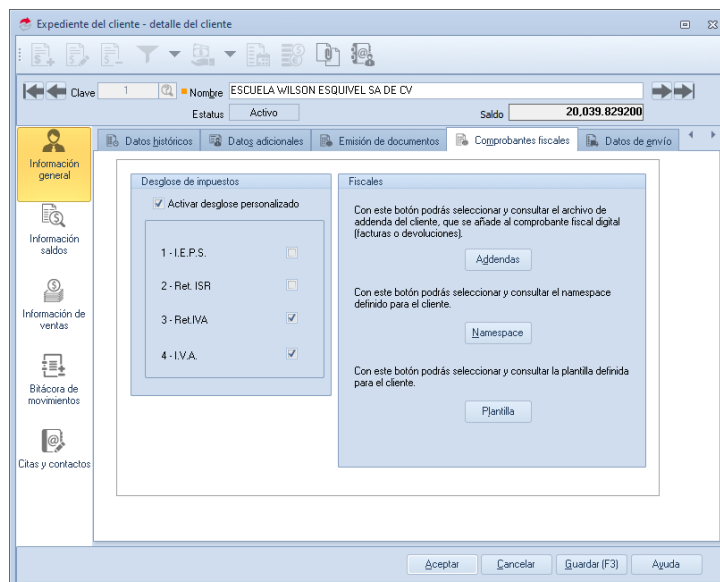 Expediente del cliente - detalle del cliente
Clave 1 Nombre ESCUELA WILSON ESQUIVEL SA DE CV
Estatus Activo Saldo 20,039.829200
Información general
Información saldos
Información de ventas
Bitácora de movimientos
Citas y contactos
Datos históricos Datos adicionales Emisión de documentos Comprobantes fiscales Datos de envío
Desglose de impuestos
Activar desglose personalizado
1 - I.E.P.S.
2 - Ret. ISR
3 - Ret.IVA
4 - I.V.A.
Fiscales
Con este botón podrás seleccionar y consultar el archivo de
addenda del cliente, que se añade al comprobante fiscal digital
(facturas o devoluciones).
Addendas
Con este botón podrás seleccionar y consultar el namespace
definido para el cliente.
Namespace
Con este botón podrás seleccionar y consultar la plantilla definida
para el cliente.
Plantilla
Aceptar Cancelar Guardar (F3) Ayuda